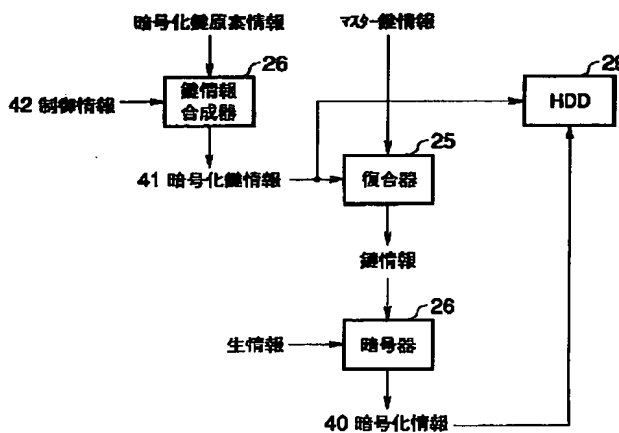 暗号化鍵原案情報
マスター鍵情報
26
28
鍵情報
合成器
HDD
42 制御情報
25
41 暗号化鍵情報
復合器
鍵情報
26
生情報
暗号器
40 暗号化情報